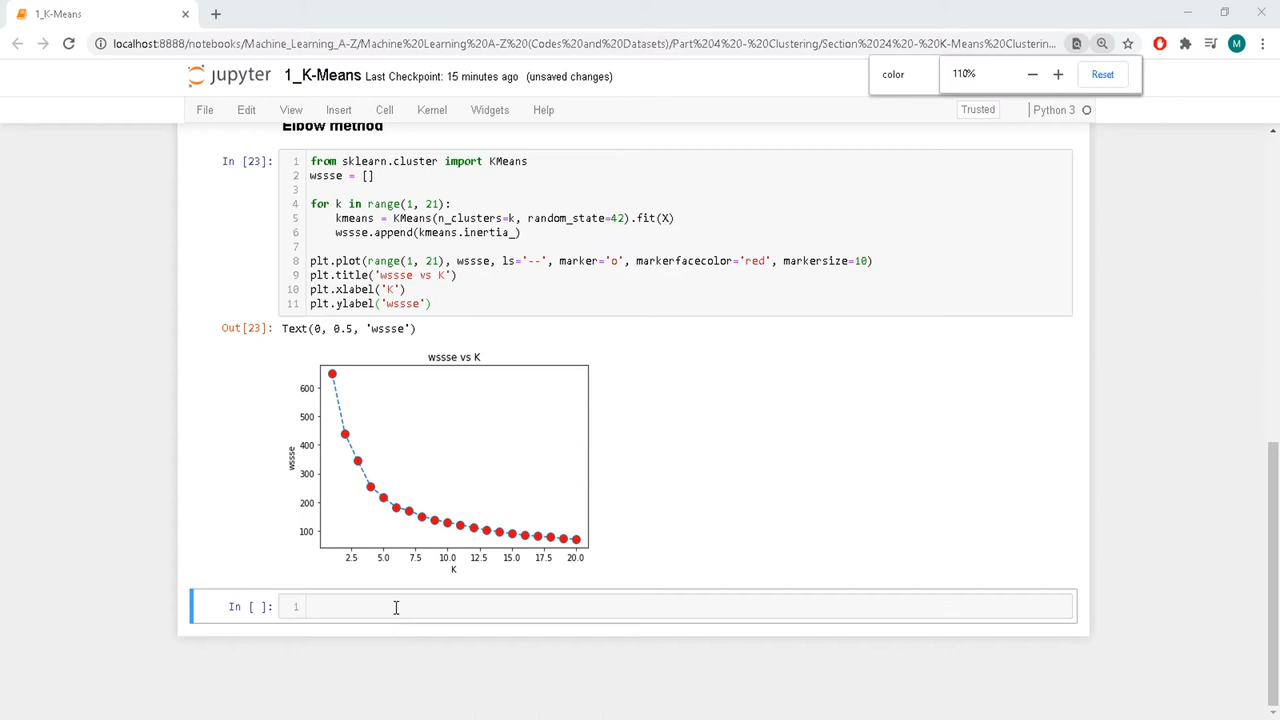 1_K-Means
localhost:8888/notebooks/Machine_Learning_A-Z/Machine%20Learning%20A-Z%20(Codes%20and%20Datasets)/Part%204%20-%20Clustering/Section%2024%20-%20K-Means%20Clusterin...
M
color
110%
Reset
jupyter 1_K-Means Last Checkpoint: 15 minutes ago (unsaved changes)
File Edit View Insert Cell Kernel Widgets Help
Trusted
Python 3
Elbow method
In [23]:
1 from sklearn.cluster import KMeans
2 wssse = []
3
4 for k in range(1, 21):
5 kmeans = KMeans(n_clusters=k, random_state=42).fit(X)
6 wssse.append(kmeans.inertia_)
7
8 plt.plot(range(1, 21), wssse, ls='--', marker='o', markerfacecolor='red', markersize=10)
9 plt.title('wssse vs K')
10 plt.xlabel('K')
11 plt.ylabel('wssse')
Out[23]: Text(0, 0.5, 'wssse')
wssse vs K
600
500
400
300
200
100
wssse
2.5 5.0 7.5 10.0 12.5 15.0 17.5 20.0
K
In [ ]: 1